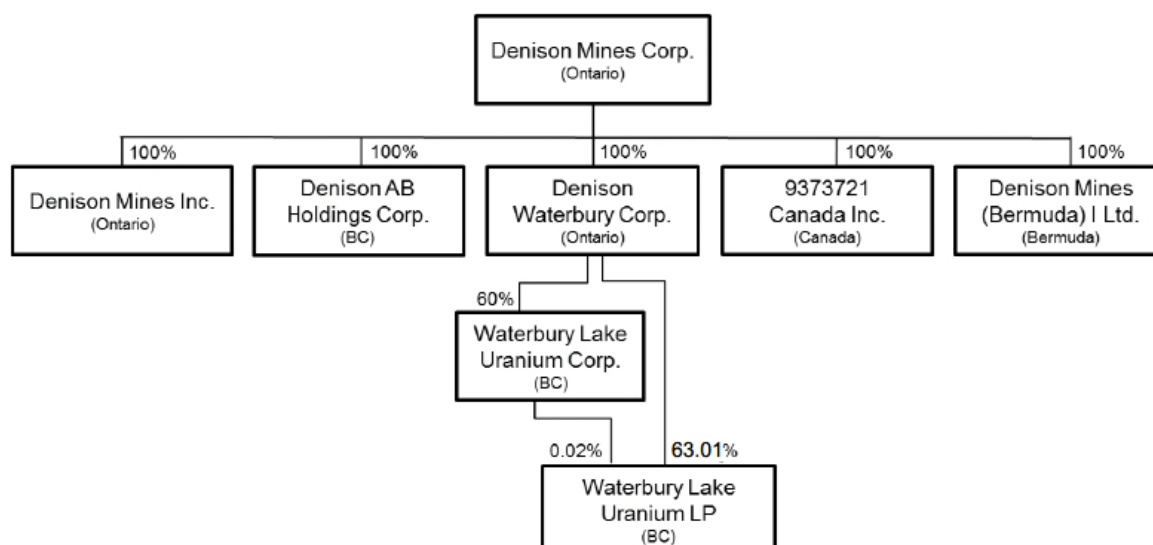 Denison Mines Corp.
(Ontario)
100%
100%
100%
100%
100%
Denison Mines Inc.
(Ontario)
Denison AB
Holdings Corp.
(BC)
Denison
Waterbury Corp.
(Ontario)
9373721
Canada Inc.
(Canada)
Denison Mines
(Bermuda) I Ltd.
(Bermuda)
60%
Waterbury Lake
Uranium Corp.
(BC)
0.02%
63.01%
Waterbury Lake
Uranium LP
(BC)